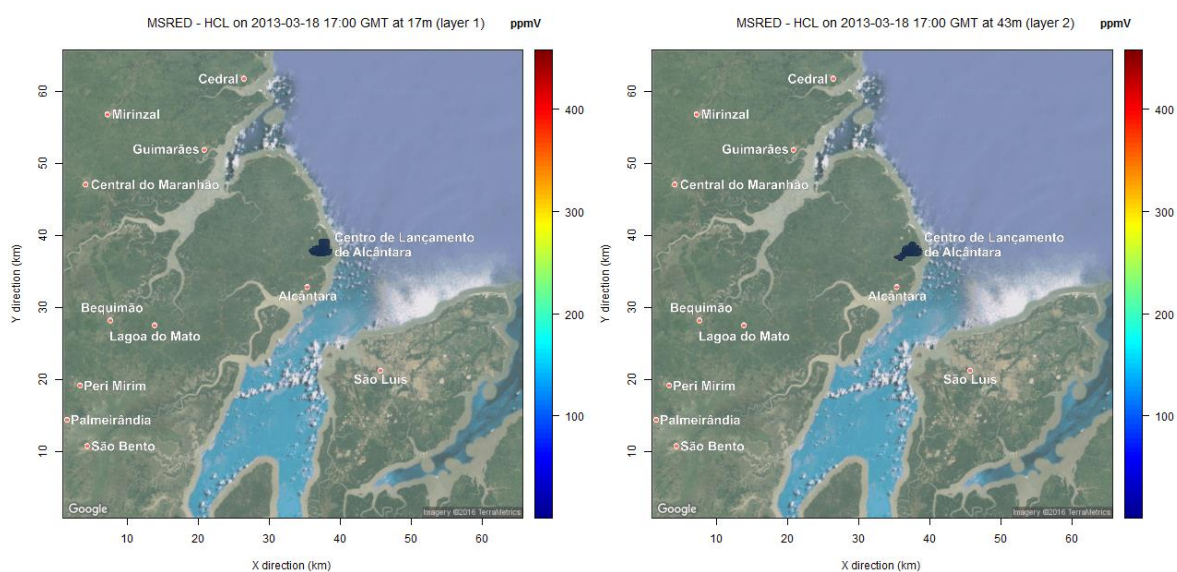 MSRED - HCL on 2013-03-18 17:00 GMT at 17m (layer 1)
ppmV
Y direction (km)
60
50
40
30
20
10
Cedral
Mirinzal
Guimarães
Central do Maranhão
Centro de Lançamento
de Alcântara
Alcântara
Bequimão
Lagoa do Mato
São Luis
Peri Mirim
Palmeirândia
São Bento
Google
Imagery ©2016 TerraMetrics
400
300
200
100
10 20 30 40 50 60
X direction (km)
MSRED - HCL on 2013-03-18 17:00 GMT at 43m (layer 2)
ppmV
Y direction (km)
60
50
40
30
20
10
Cedral
Mirinzal
Guimarães
Central do Maranhão
Centro de Lançamento
de Alcântara
Alcântara
Bequimão
Lagoa do Mato
São Luis
Peri Mirim
Palmeirândia
São Bento
Google
Imagery ©2016 TerraMetrics
400
300
200
100
10 20 30 40 50 60
X direction (km)